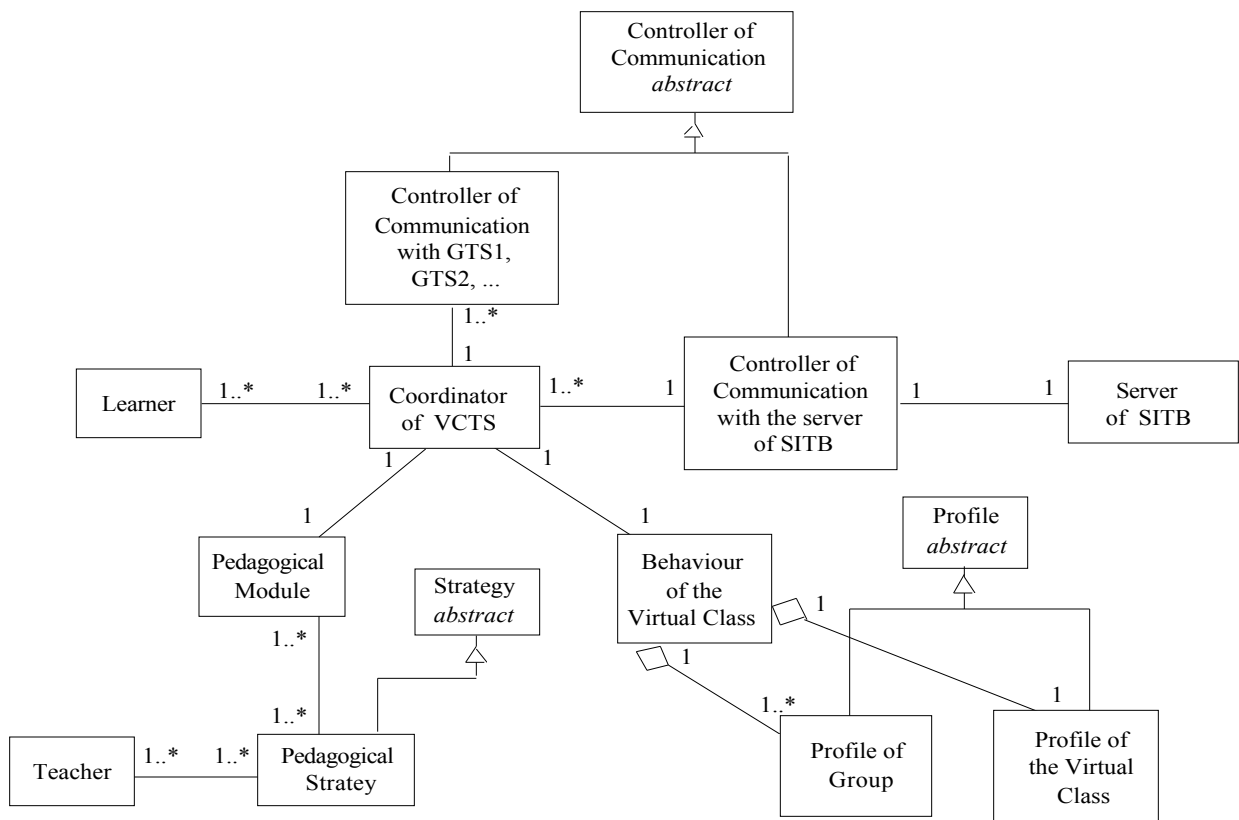 Controller of
Communication
abstract
Controller of
Communication
with GTS1,
GTS2, ...
1..*
1
Learner
1..*
1..*
Coordinator
of VCTS
1..*
1
Controller of
Communication
with the server
of SITB
1
1
Server
of SITB
1
1
1
1
Pedagogical
Module
Strategy
abstract
Behaviour
of the
Virtual Class
Profile
abstract
1
1
1..*
1..*
1..*
1
Teacher
1..*
1..*
Pedagogical
Stratey
Profile of
Group
Profile of
the Virtual
Class